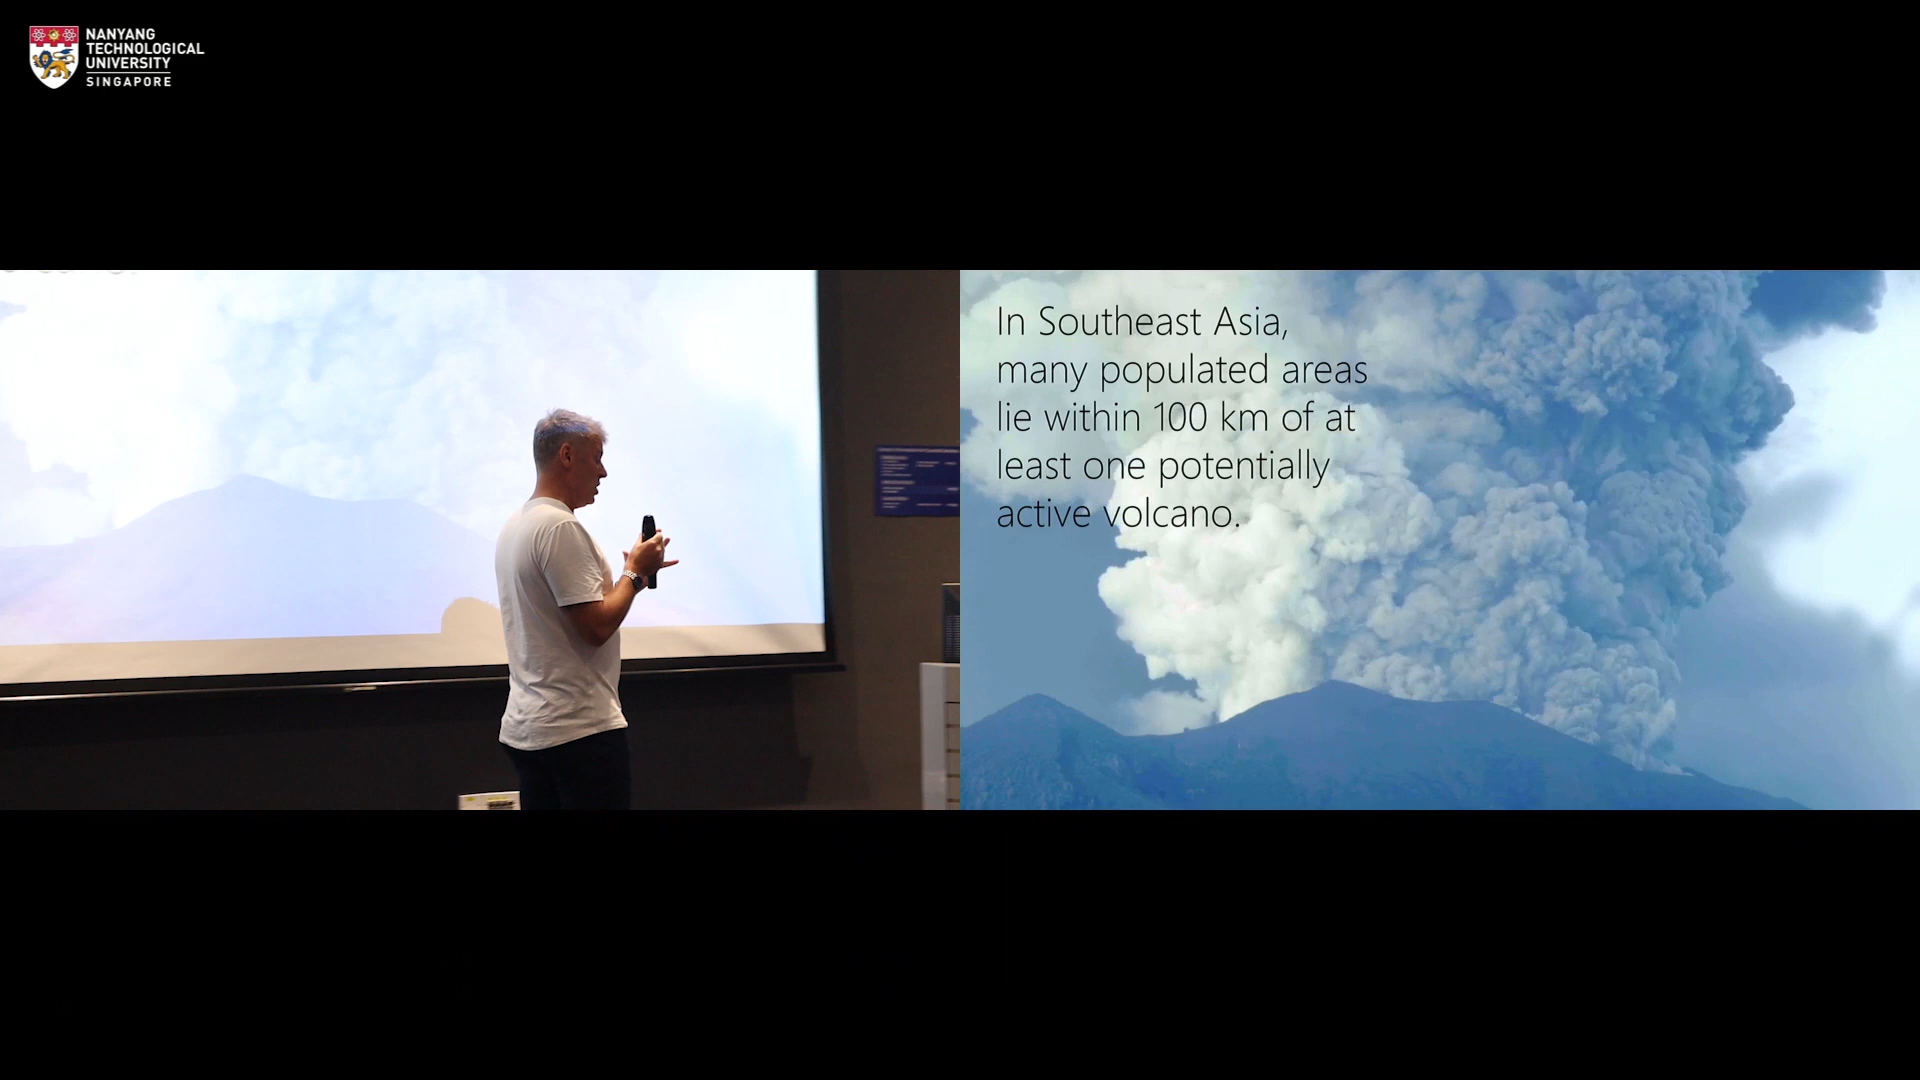 NANYANG
TECHNOLOGICAL
UNIVERSITY
SINGAPORE
In Southeast Asia,
many populated areas
lie within 100 km of at
least one potentially
active volcano.